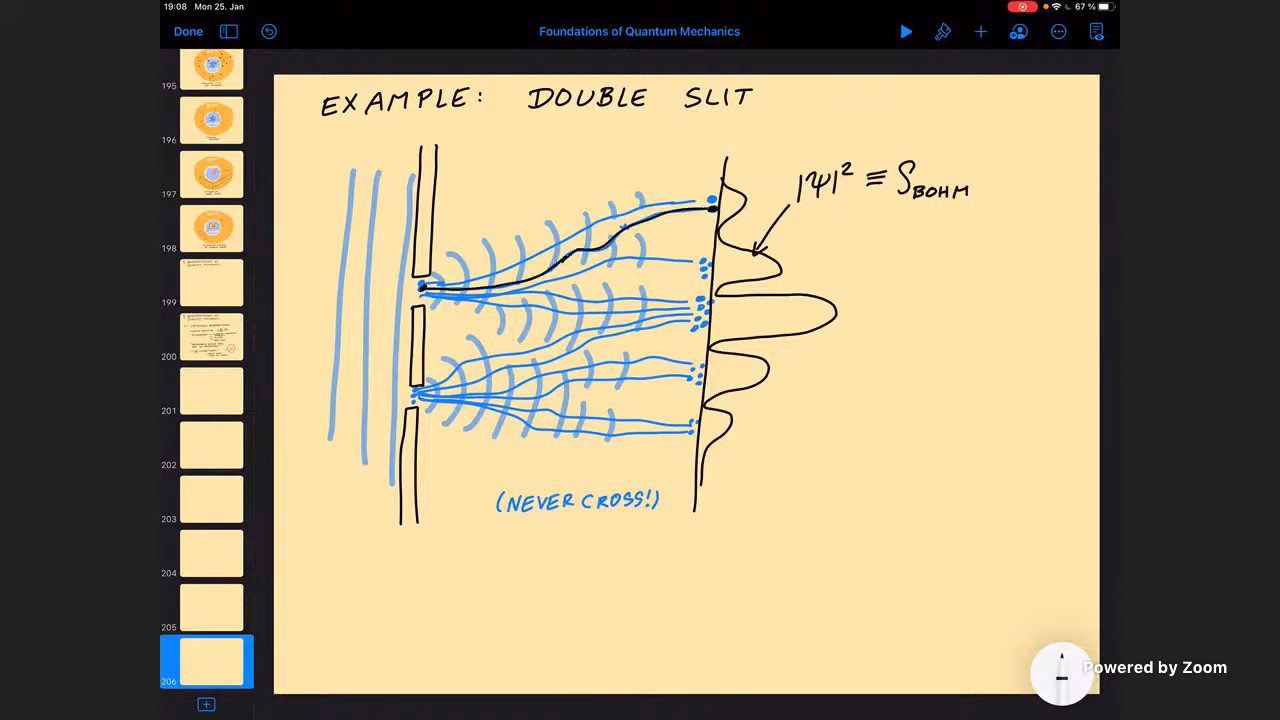 19:08 Mon 25. Jan
67 %
Done
Foundations of Quantum Mechanics
EXAMPLE: DOUBLE SLIT
|ψ|² ≡ ρBOHM
(NEVER CROSS!)
195
196
197
198
199
200
201
202
203
204
205
206
Powered by Zoom